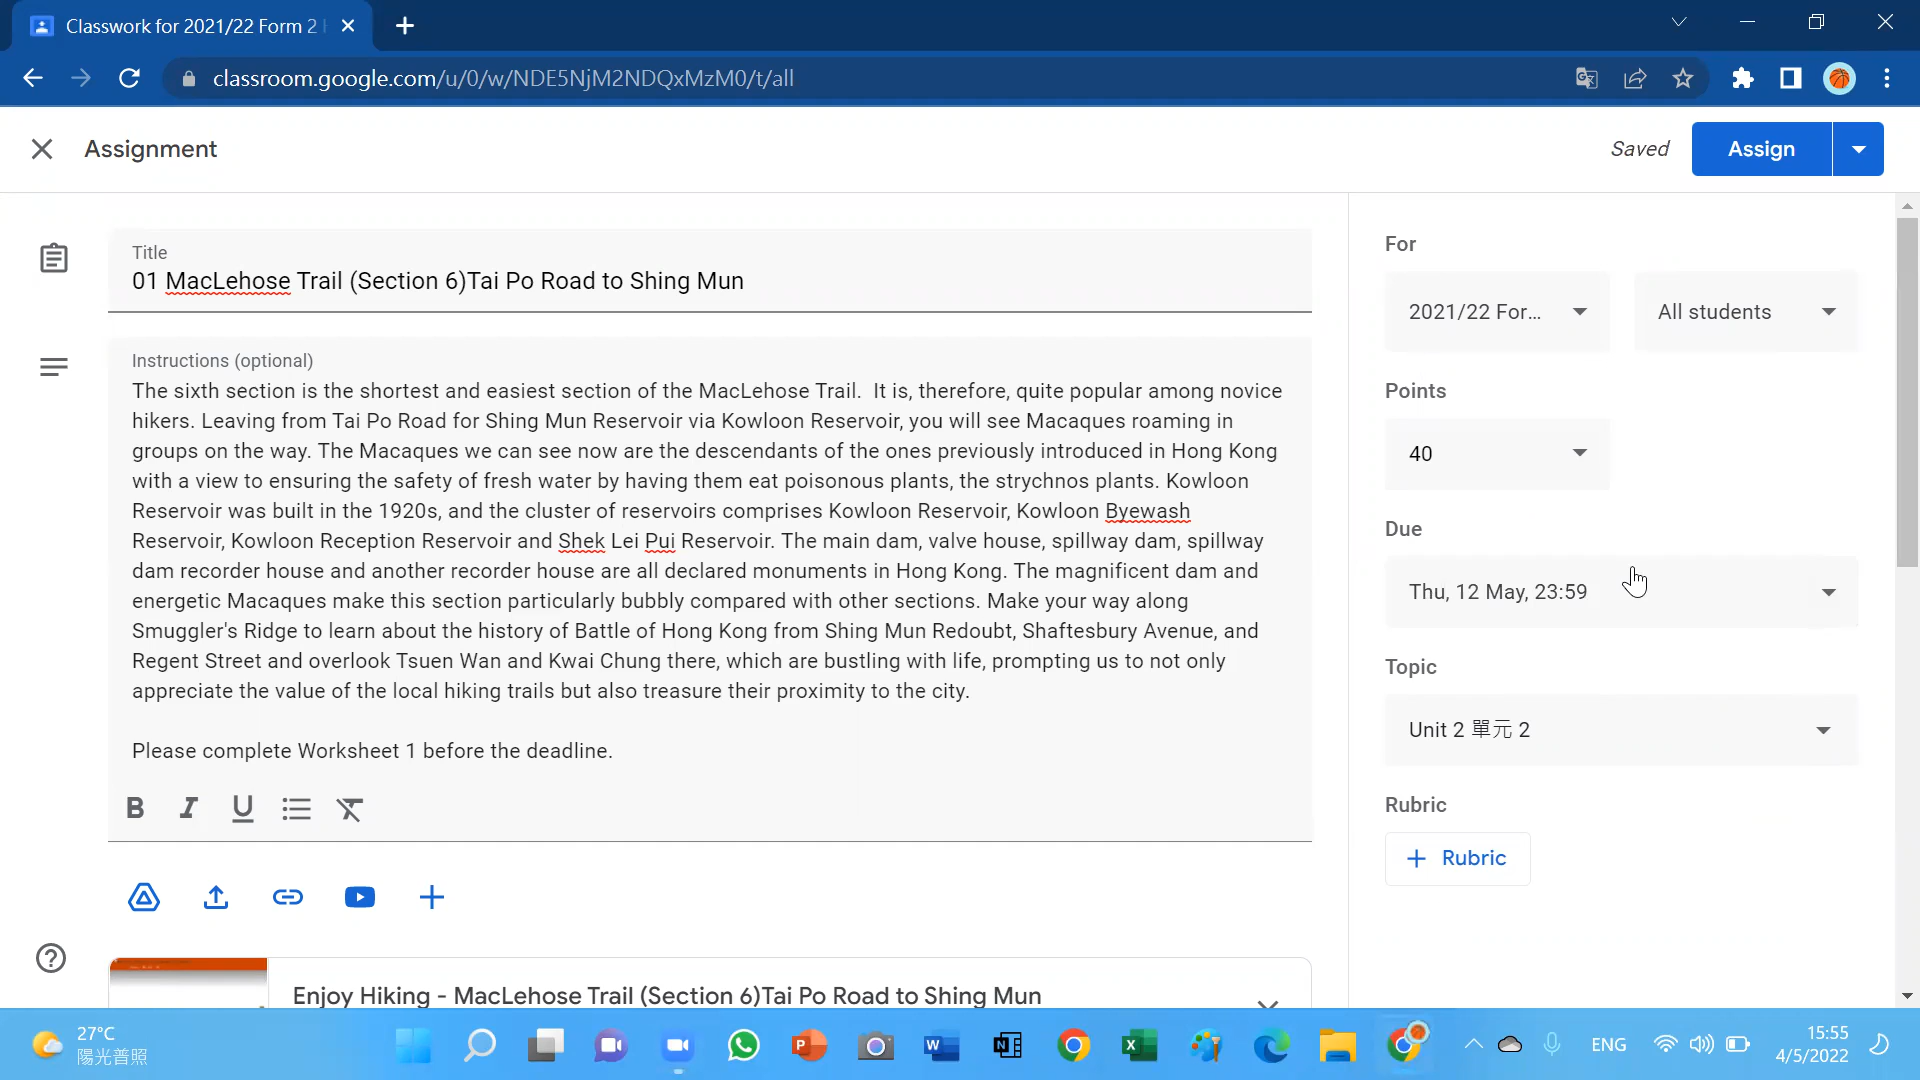 Classwork for 2021/22 Form 2
classroom.google.com/u/0/w/NDE5NjM2NDQxMzM0/t/all
Assignment
Saved
Assign
Title
01 MacLehose Trail (Section 6)Tai Po Road to Shing Mun
Instructions (optional)
The sixth section is the shortest and easiest section of the MacLehose Trail.  It is, therefore, quite popular among novice
hikers. Leaving from Tai Po Road for Shing Mun Reservoir via Kowloon Reservoir, you will see Macaques roaming in
groups on the way. The Macaques we can see now are the descendants of the ones previously introduced in Hong Kong
with a view to ensuring the safety of fresh water by having them eat poisonous plants, the strychnos plants. Kowloon
Reservoir was built in the 1920s, and the cluster of reservoirs comprises Kowloon Reservoir, Kowloon Byewash
Reservoir, Kowloon Reception Reservoir and Shek Lei Pui Reservoir. The main dam, valve house, spillway dam, spillway
dam recorder house and another recorder house are all declared monuments in Hong Kong. The magnificent dam and
energetic Macaques make this section particularly bubbly compared with other sections. Make your way along
Smuggler's Ridge to learn about the history of Battle of Hong Kong from Shing Mun Redoubt, Shaftesbury Avenue, and
Regent Street and overlook Tsuen Wan and Kwai Chung there, which are bustling with life, prompting us to not only
appreciate the value of the local hiking trails but also treasure their proximity to the city.
Please complete Worksheet 1 before the deadline.
B I U
Enjoy Hiking - MacLehose Trail (Section 6)Tai Po Road to Shing Mun
For
2021/22 For...
All students
Points
40
Due
Thu, 12 May, 23:59
Topic
Unit 2 單元 2
Rubric
Rubric
27°C
陽光普照
ENG
15:55
4/5/2022